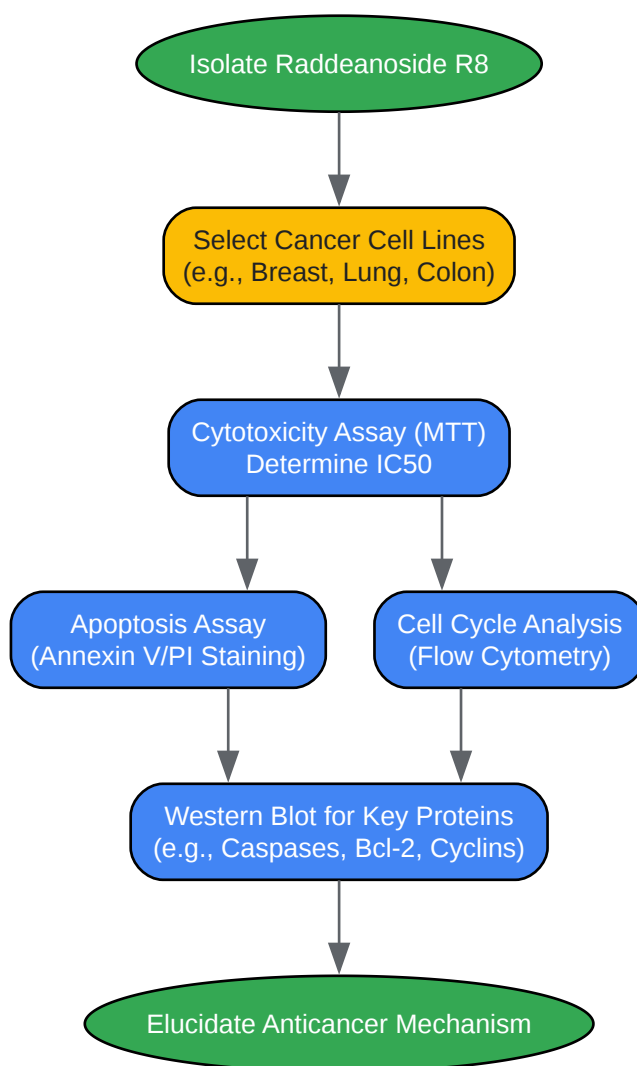 Isolate Raddeanoside R8
Select Cancer Cell Lines
(e.g., Breast, Lung, Colon)
Cytotoxicity Assay (MTT)
Determine IC50
Apoptosis Assay
(Annexin V/PI Staining)
Cell Cycle Analysis
(Flow Cytometry)
Western Blot for Key Proteins
(e.g., Caspases, Bcl-2, Cyclins)
Elucidate Anticancer Mechanism